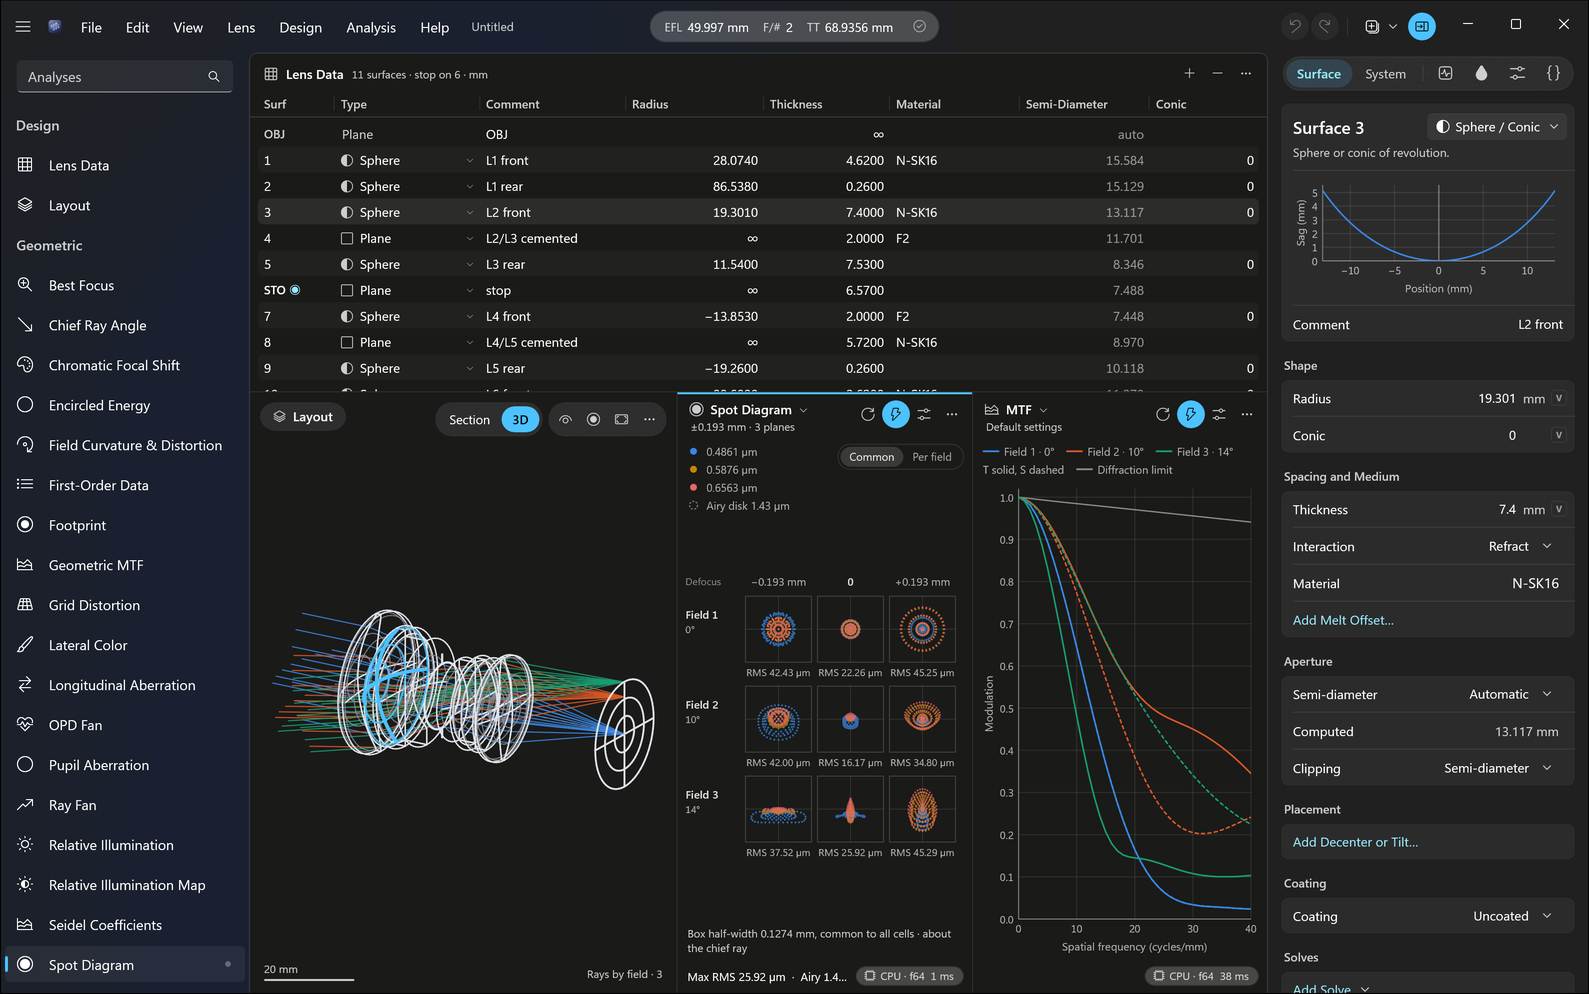 File Edit View Lens Design Analysis Help Untitled
EFL 49.997 mm F/# 2 TT 68.9356 mm
Analyses
Design
Lens Data
Layout
Geometric
Best Focus
Chief Ray Angle
Chromatic Focal Shift
Encircled Energy
Field Curvature & Distortion
First-Order Data
Footprint
Geometric MTF
Grid Distortion
Lateral Color
Longitudinal Aberration
OPD Fan
Pupil Aberration
Ray Fan
Relative Illumination
Relative Illumination Map
Seidel Coefficients
Spot Diagram
Lens Data 11 surfaces · stop on 6 · mm
Surf Type Comment Radius Thickness Material Semi-Diameter Conic
OBJ Plane OBJ ∞ auto
1 Sphere L1 front 28.0740 4.6200 N-SK16 15.584 0
2 Sphere L1 rear 86.5380 0.2600 15.129 0
3 Sphere L2 front 19.3010 7.4000 N-SK16 13.117 0
4 Plane L2/L3 cemented ∞ 2.0000 F2 11.701
5 Sphere L3 rear 11.5400 7.5300 8.346 0
STO Plane stop ∞ 6.5700 7.488
7 Sphere L4 front −13.8530 2.0000 F2 7.448 0
8 Plane L4/L5 cemented ∞ 5.7200 N-SK16 8.970
9 Sphere L5 rear −19.2600 0.2600 10.118 0
Layout
Section 3D
20 mm
Rays by field · 3
Spot Diagram
±0.193 mm · 3 planes
0.4861 µm
0.5876 µm
0.6563 µm
Airy disk 1.43 µm
Common Per field
Defocus −0.193 mm 0 +0.193 mm
Field 1
0°
RMS 42.43 µm RMS 22.26 µm RMS 45.25 µm
Field 2
10°
RMS 42.00 µm RMS 16.17 µm RMS 34.80 µm
Field 3
14°
RMS 37.52 µm RMS 25.92 µm RMS 45.29 µm
Box half-width 0.1274 mm, common to all cells · about
the chief ray
Max RMS 25.92 µm · Airy 1.4...
CPU · f64 1 ms
MTF
Default settings
Field 1 · 0° Field 2 · 10° Field 3 · 14°
T solid, S dashed Diffraction limit
1.0
0.9
0.8
0.7
0.6
0.5
0.4
0.3
0.2
0.1
0.0
Modulation
0 10 20 30 40
Spatial frequency (cycles/mm)
CPU · f64 38 ms
Surface System
{}
Surface 3
Sphere / Conic
Sphere or conic of revolution.
5
4
3
2
1
0
Sag (mm)
−10 −5 0 5 10
Position (mm)
Comment L2 front
Shape
Radius 19.301 mm V
Conic 0 V
Spacing and Medium
Thickness 7.4 mm V
Interaction Refract
Material N-SK16
Add Melt Offset...
Aperture
Semi-diameter Automatic
Computed 13.117 mm
Clipping Semi-diameter
Placement
Add Decenter or Tilt...
Coating
Coating Uncoated
Solves
Add Solve